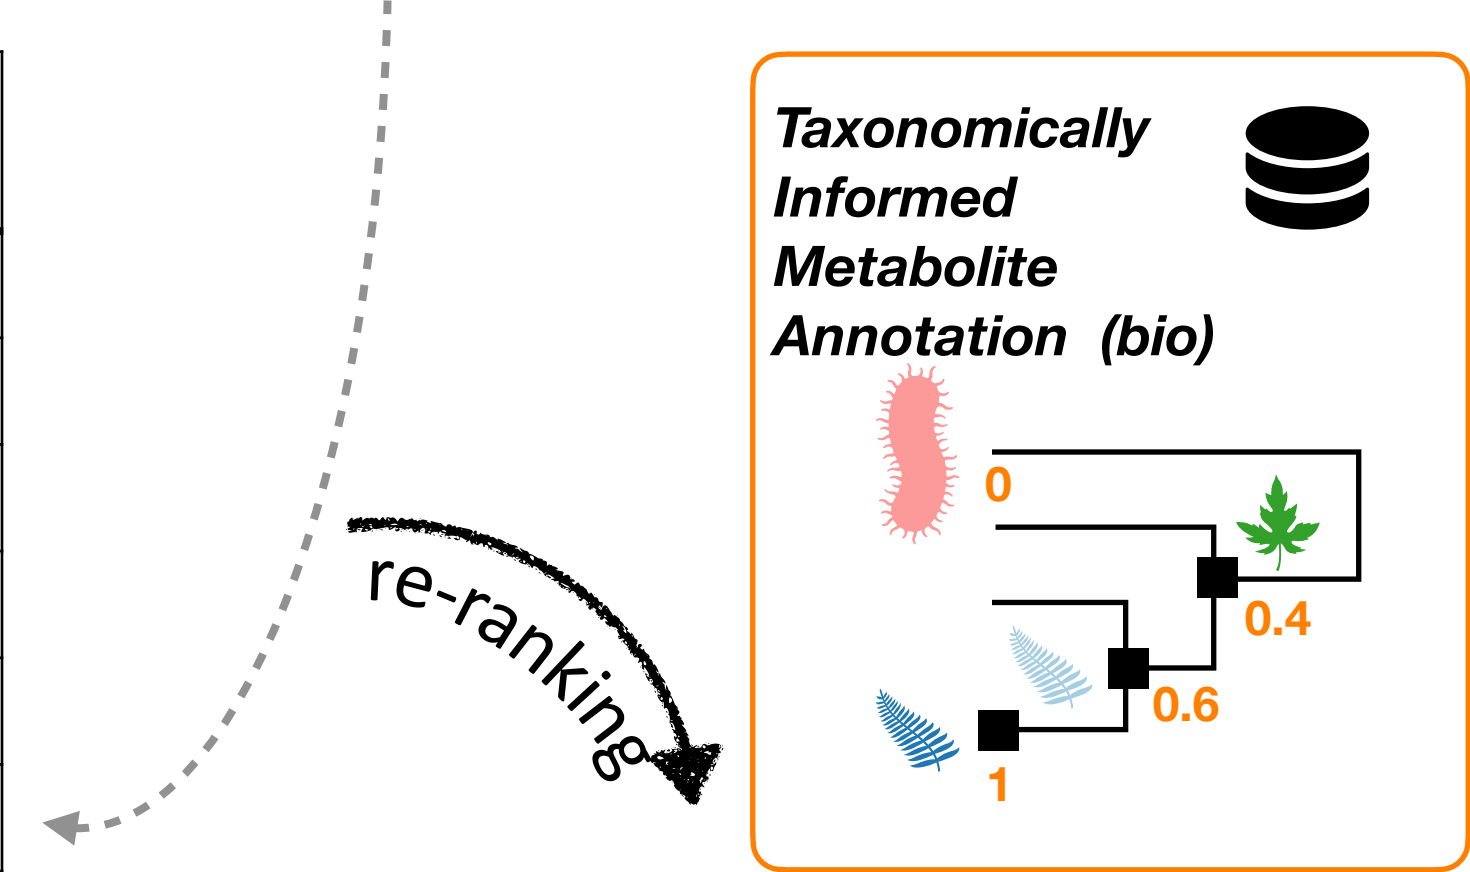 Taxonomically
Informed
Metabolite
Annotation (bio)
0
0.4
re-ranking
0.6
1